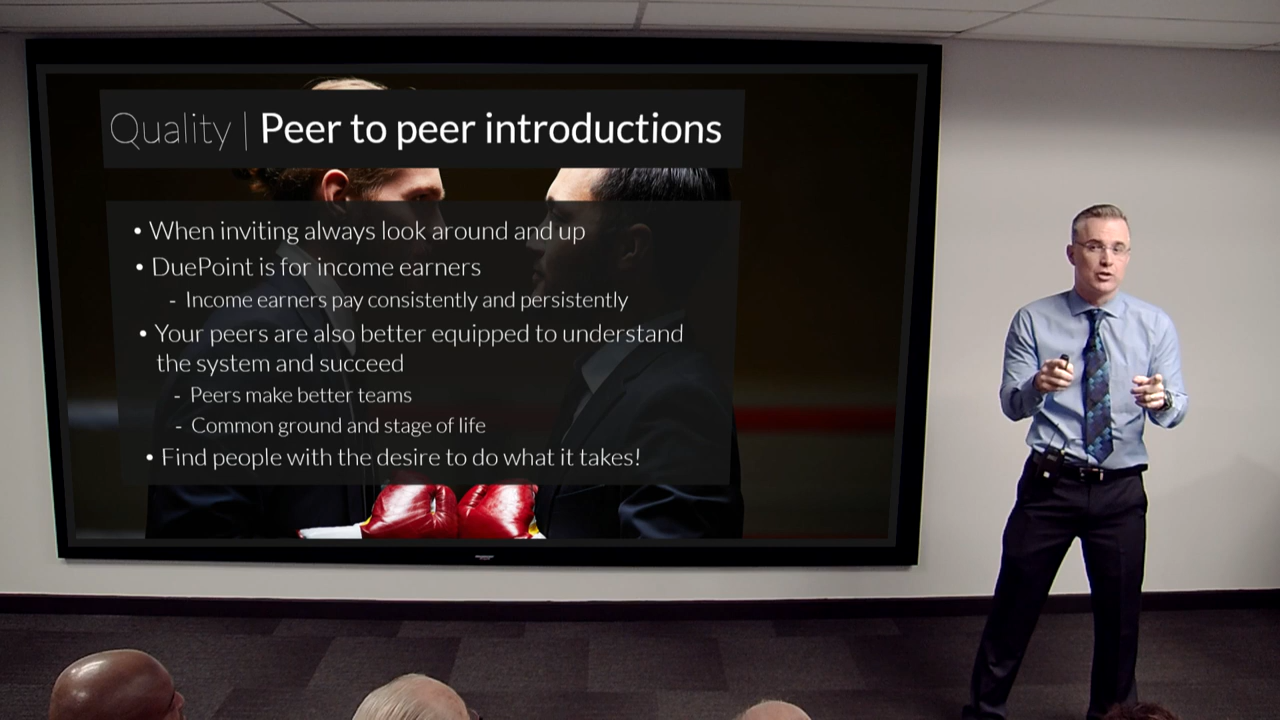 Quality | Peer to peer introductions
• When inviting always look around and up
• DuePoint is for income earners
- Income earners pay consistently and persistently
• Your peers are also better equipped to understand
the system and succeed
- Peers make better teams
- Common ground and stage of life
• Find people with the desire to do what it takes!